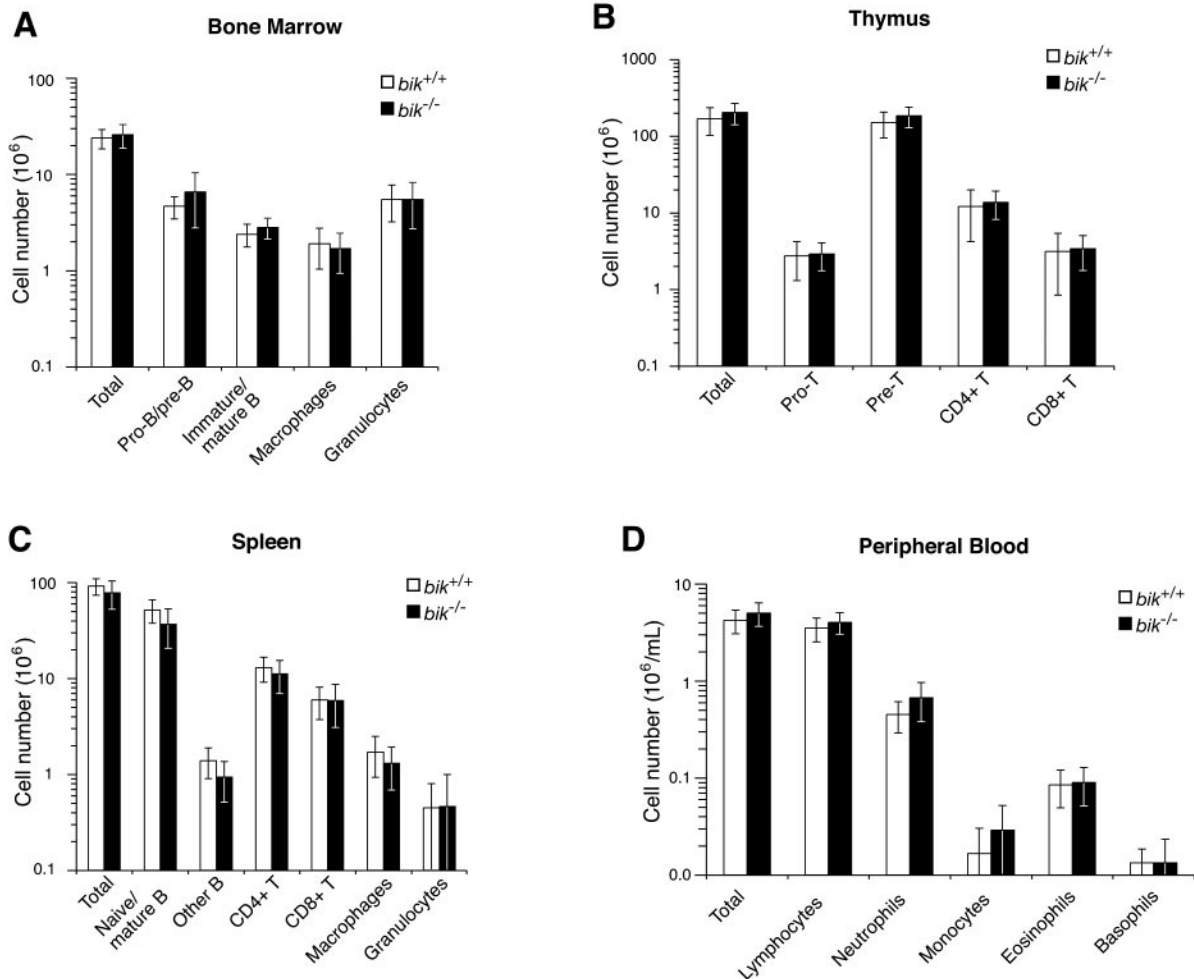 A
Bone Marrow
bik+/+
bik-/-
Cell number (10⁶)
100
10
1
0.1
Total
Pro-B/pre-B
Immature/
mature B
Macrophages
Granulocytes
B
Thymus
bik+/+
bik-/-
Cell number (10⁶)
1000
100
10
1
0.1
Total
Pro-T
Pre-T
CD4+ T
CD8+ T
C
Spleen
bik+/+
bik-/-
Cell number (10⁶)
100
10
1
0.1
Total
Naive/
mature B
Other B
CD4+ T
CD8+ T
Macrophages
Granulocytes
D
Peripheral Blood
bik+/+
bik-/-
Cell number (10⁶/mL)
10
1
0.1
0.0
Total
Lymphocytes
Neutrophils
Monocytes
Eosinophils
Basophils